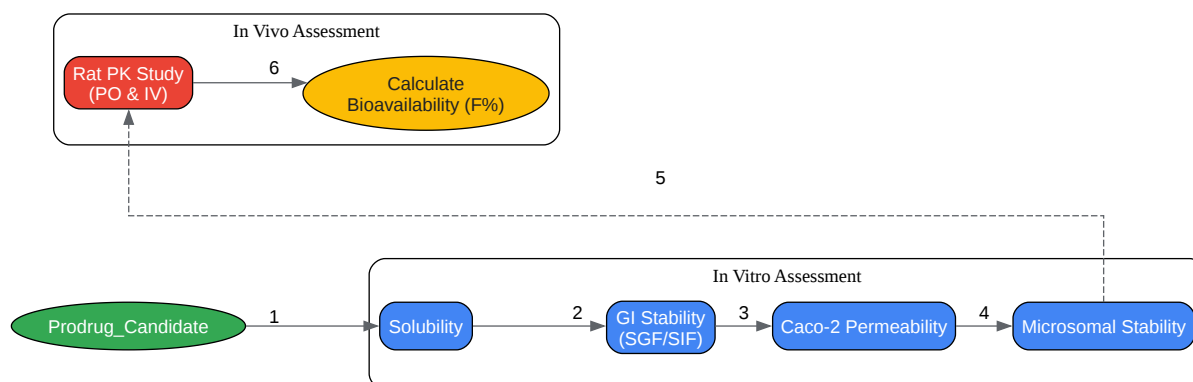 In Vivo Assessment
Rat PK Study
(PO & IV)
6
Calculate
Bioavailability (F%)
5
In Vitro Assessment
Prodrug_Candidate
1
Solubility
2
GI Stability
(SGF/SIF)
3
Caco-2 Permeability
4
Microsomal Stability